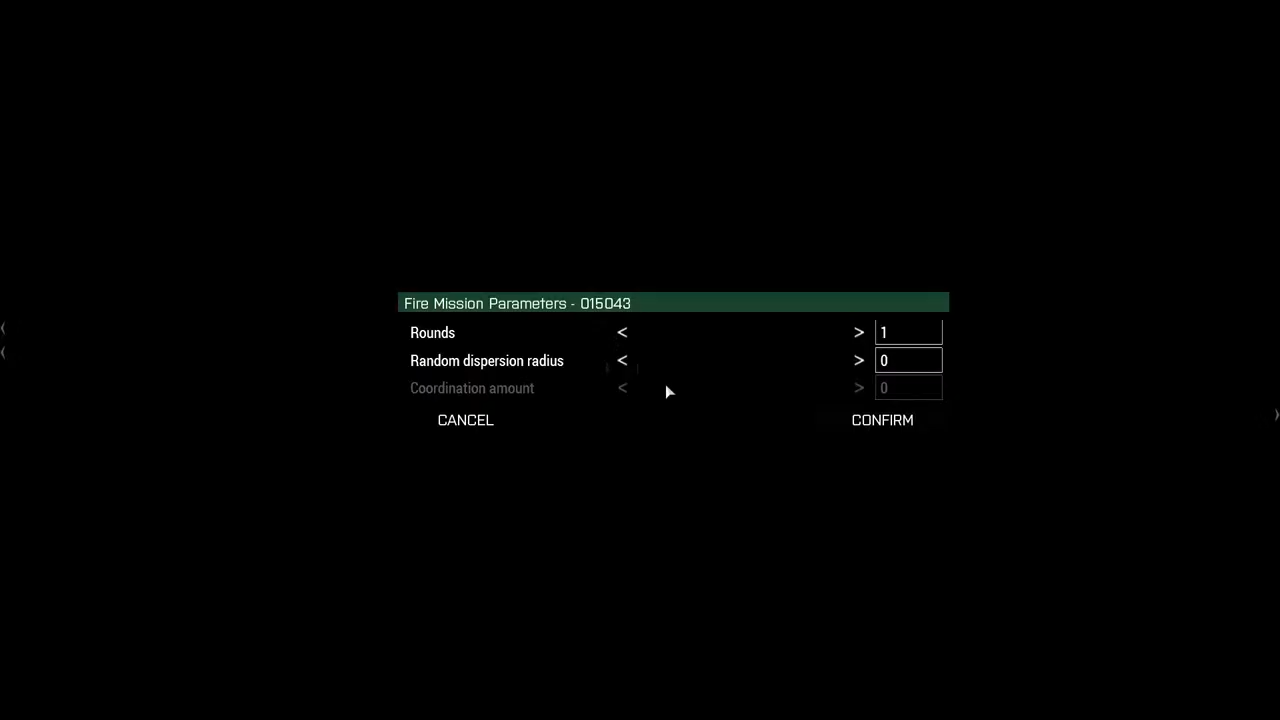 Fire Mission Parameters - 015043
Rounds < > 1
Random dispersion radius < > 0
Coordination amount < > 0
CANCEL CONFIRM